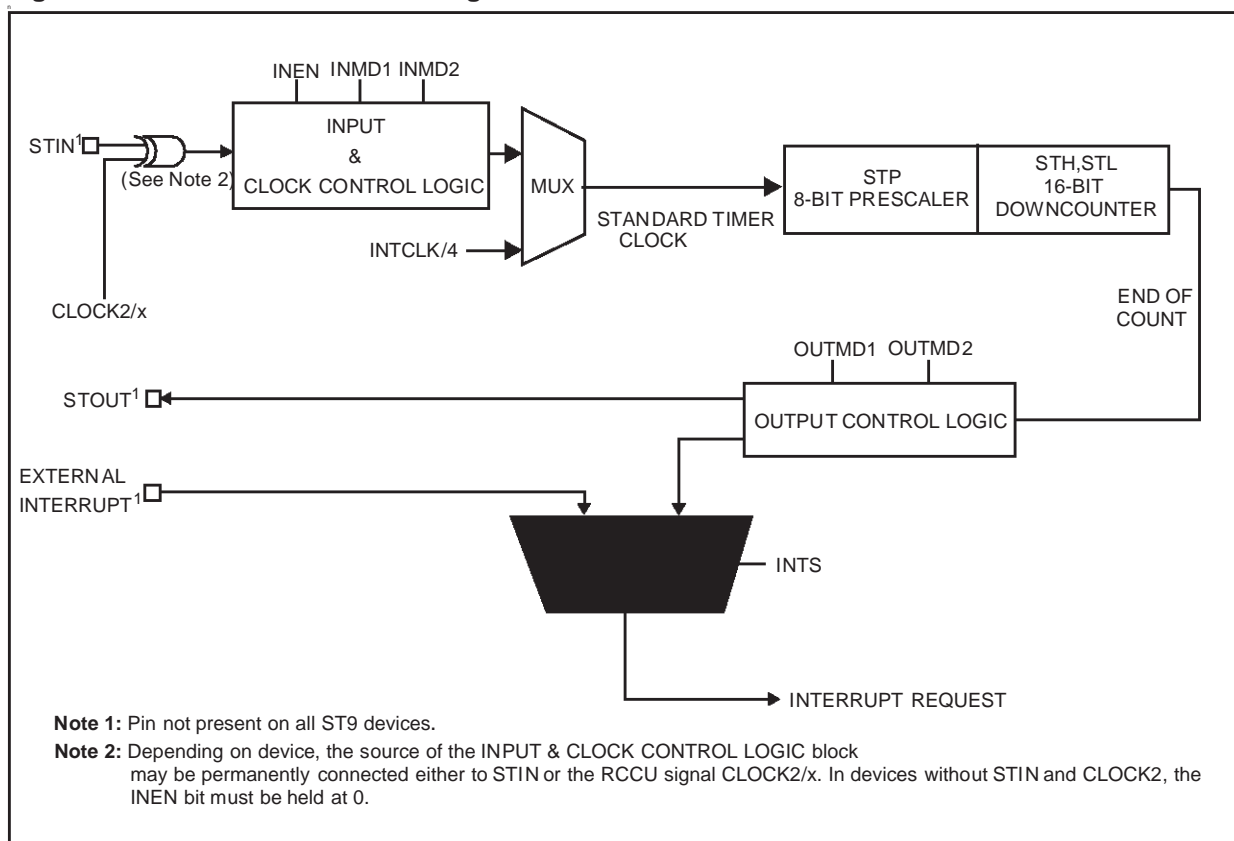 INEN INMD1 INMD2
STIN1
(See Note 2)
INPUT
&
CLOCK CONTROL LOGIC
MUX
INTCLK/4
CLOCK2/x
STANDARD TIMER
CLOCK
STP
8-BIT PRESCALER
STH,STL
16-BIT
DOWNCOUNTER
END OF
COUNT
OUTMD1 OUTMD2
STOUT1
OUTPUT CONTROL LOGIC
EXTERNAL
INTERRUPT1
INTS
INTERRUPT REQUEST
Note 1: Pin not present on all ST9 devices.
Note 2: Depending on device, the source of the INPUT & CLOCK CONTROL LOGIC block
may be permanently connected either to STIN or the RCCU signal CLOCK2/x. In devices without STIN and CLOCK2, the
INEN bit must be held at 0.